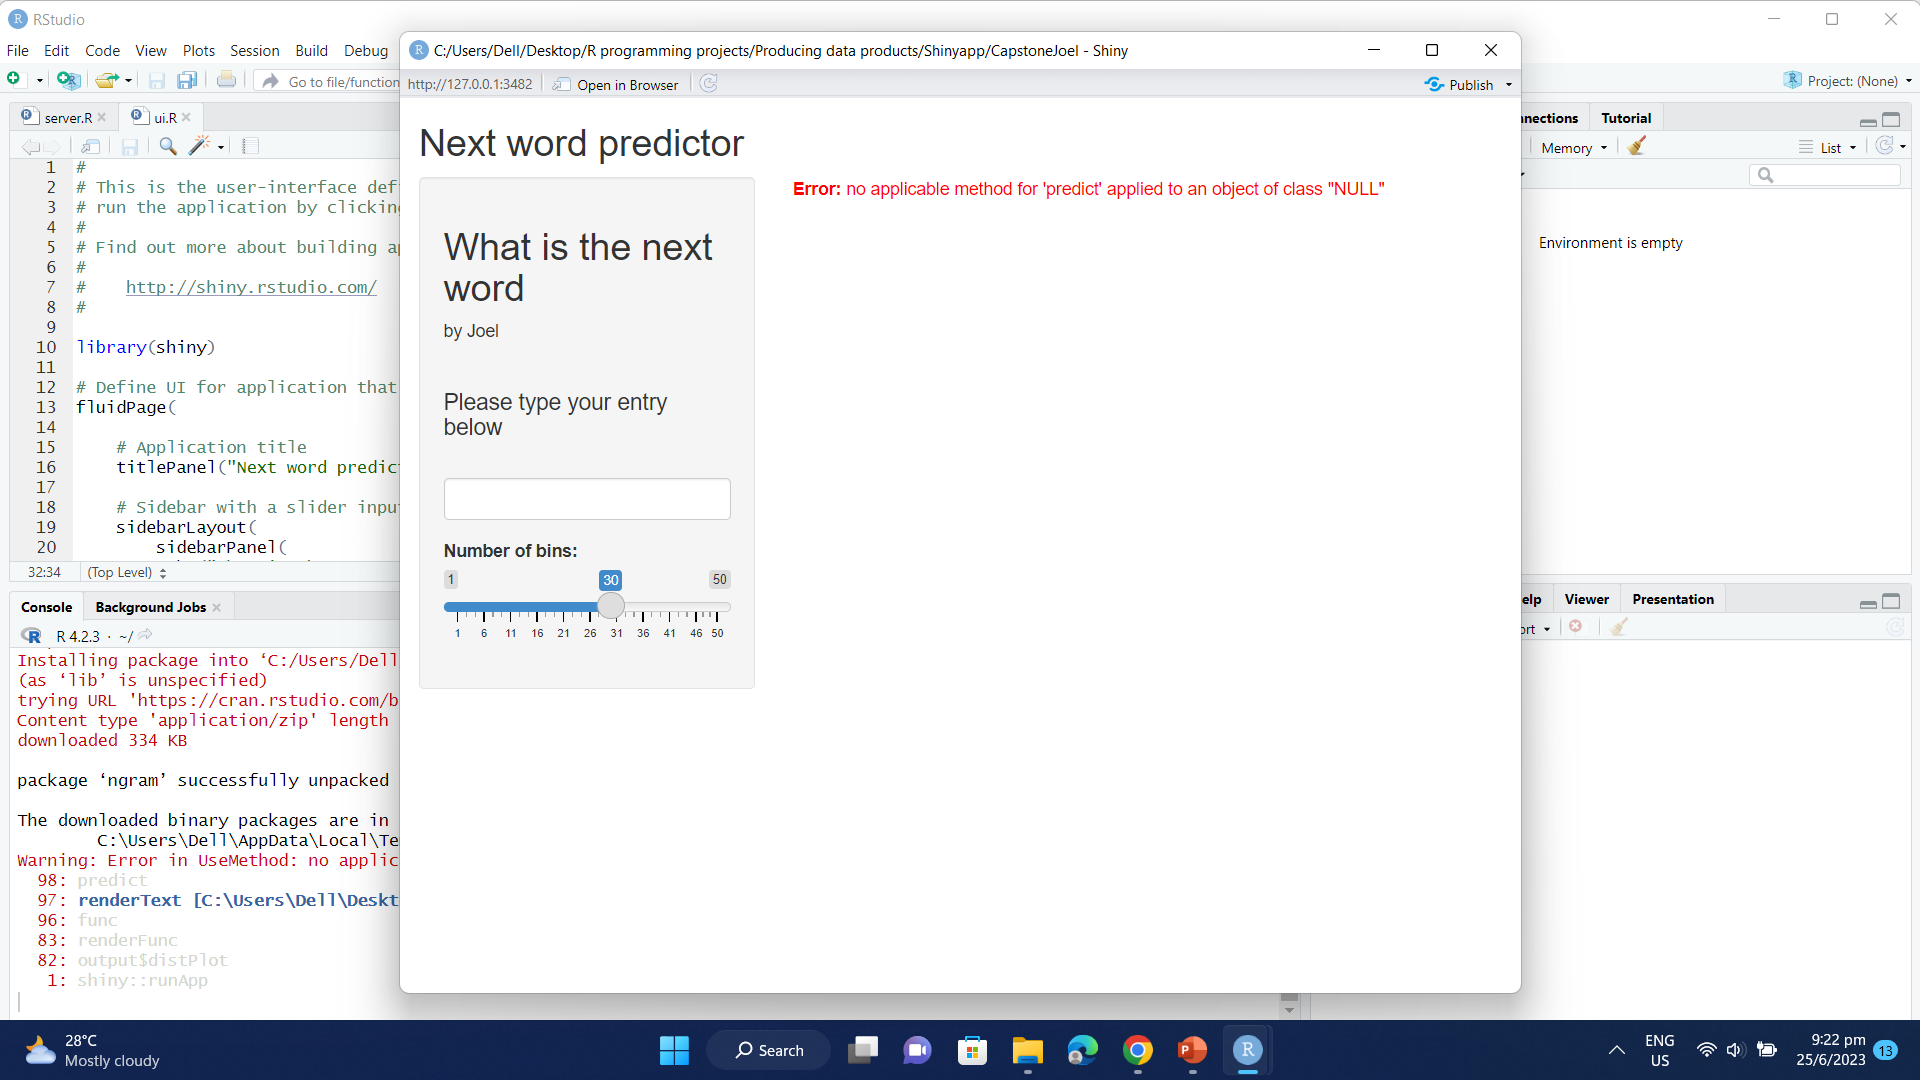 RStudio
File Edit Code View Plots Session Build Debug
Go to file/function
Project: (None)
server.R
ui.R
1 #
2 # This is the user-interface def
3 # run the application by clicking
4 #
5 # Find out more about building a
6 #
7 # http://shiny.rstudio.com/
8 #
9
10 library(shiny)
11
12 # Define UI for application that
13 fluidPage(
14
15 # Application title
16 titlePanel("Next word predic
17
18 # Sidebar with a slider inpu
19 sidebarLayout(
20 sidebarPanel(
32:34 (Top Level)
Console Background Jobs
R 4.2.3 · ~/
Installing package into ‘C:/Users/Dell
(as ‘lib’ is unspecified)
trying URL 'https://cran.rstudio.com/b
Content type 'application/zip' length
downloaded 334 KB
package ‘ngram’ successfully unpacked
The downloaded binary packages are in
C:\Users\Dell\AppData\Local\Te
Warning: Error in UseMethod: no applic
98: predict
97: renderText [C:\Users\Dell\Deskt
96: func
83: renderFunc
82: output$distPlot
1: shiny::runApp
C:/Users/Dell/Desktop/R programming projects/Producing data products/Shinyapp/CapstoneJoel - Shiny
http://127.0.0.1:3482 Open in Browser Publish
Next word predictor
What is the next
word
by Joel
Please type your entry
below
Number of bins:
1 30 50
1 6 11 16 21 26 31 36 41 46 50
Error: no applicable method for 'predict' applied to an object of class "NULL"
nnections Tutorial
Memory List
Environment is empty
elp Viewer Presentation
ort
28°C
Mostly cloudy
Search
ENG
US
9:22 pm
25/6/2023
13